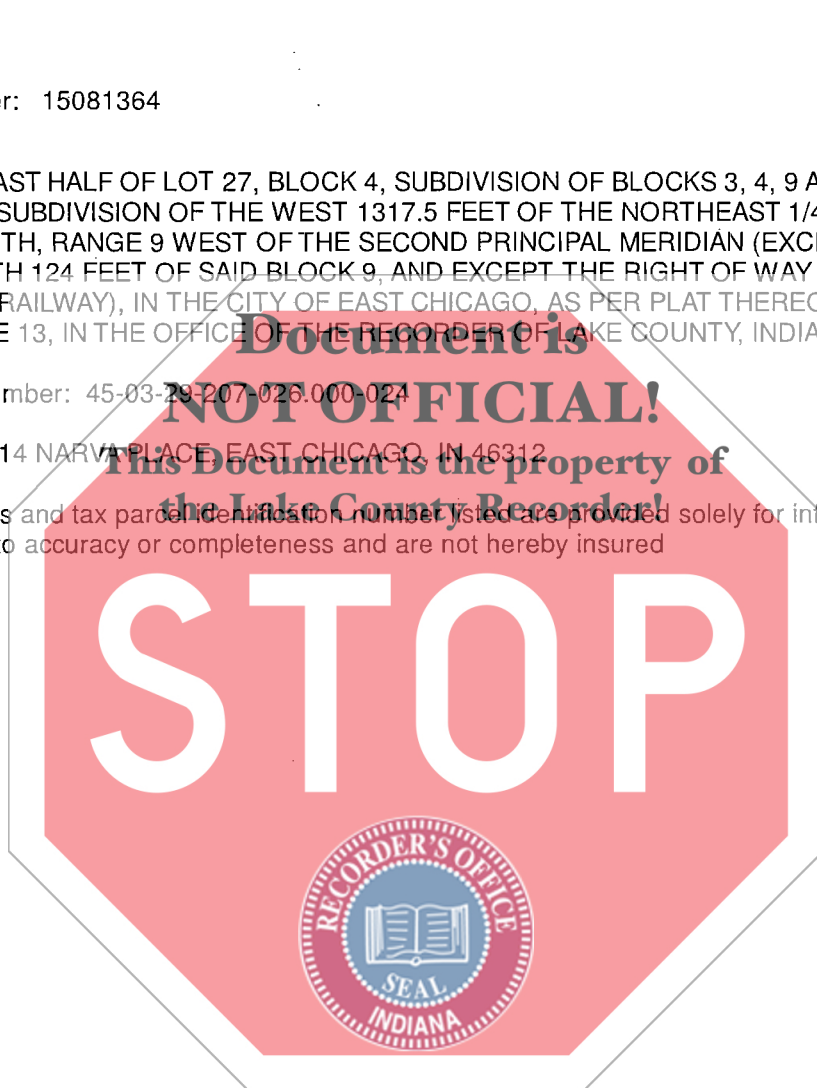 r: 15081364
AST HALF OF LOT 27, BLOCK 4, SUBDIVISION OF BLOCKS 3, 4, 9 A
SUBDIVISION OF THE WEST 1317.5 FEET OF THE NORTHEAST 1/4
TH, RANGE 9 WEST OF THE SECOND PRINCIPAL MERIDIAN (EXC
TH 124 FEET OF SAID BLOCK 9, AND EXCEPT THE RIGHT OF WAY
RAILWAY), IN THE CITY OF EAST CHICAGO, AS PER PLAT THEREO
E 13, IN THE OFFICE OF THE RECORDER OF LAKE COUNTY, INDIA
Document is
mber: 45-03-29-207-026.000-024
NOT OFFICIAL!
14 NARVA PLACE, EAST CHICAGO, IN 46312
This Document is the property of
the Lake County Recorder!
s and tax parcel identification number listed are provided solely for inf
o accuracy or completeness and are not hereby insured
STOP
RECORDER'S OFFICE
SEAL
INDIANA